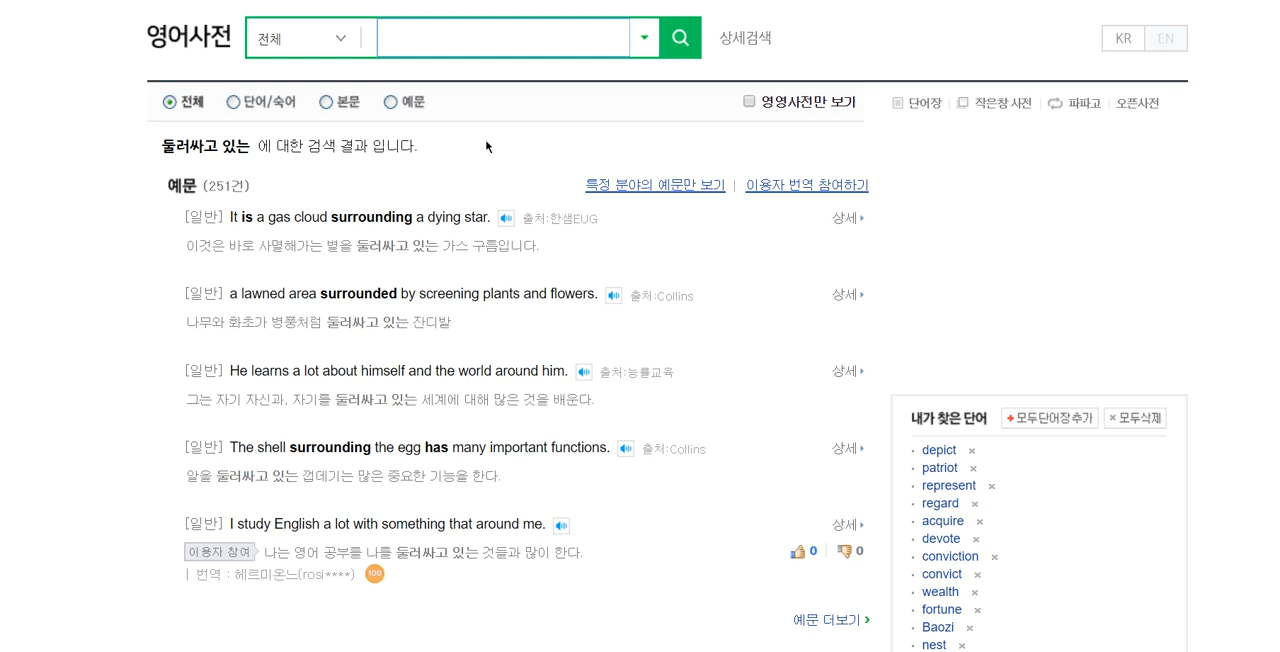 영어사전 전체 상세검색 KR EN
전체 단어/숙어 본문 예문 영영사전만 보기 단어장 작은창 사전 파파고 오픈사전
둘러싸고 있는 에 대한 검색 결과 입니다.
예문 (251건) 특정 분야의 예문만 보기 이용자 번역 참여하기
[일반] It is a gas cloud surrounding a dying star. 출처:한샘EUG 상세
이것은 바로 사멸해가는 별을 둘러싸고 있는 가스 구름입니다.
[일반] a lawned area surrounded by screening plants and flowers. 출처:Collins 상세
나무와 화초가 병풍처럼 둘러싸고 있는 잔디밭
[일반] He learns a lot about himself and the world around him. 출처:능률교육 상세
그는 자기 자신과, 자기를 둘러싸고 있는 세계에 대해 많은 것을 배운다.
[일반] The shell surrounding the egg has many important functions. 출처:Collins 상세
알을 둘러싸고 있는 껍데기는 많은 중요한 기능을 한다.
[일반] I study English a lot with something that around me. 상세
이용자 참여 나는 영어 공부를 나를 둘러싸고 있는 것들과 많이 한다. 0 0
| 번역 : 헤르미온느(rosi****) 100
예문 더보기
내가 찾은 단어 +모두단어장추가 ×모두삭제
depict
patriot
represent
regard
acquire
devote
conviction
convict
wealth
fortune
Baozi
nest